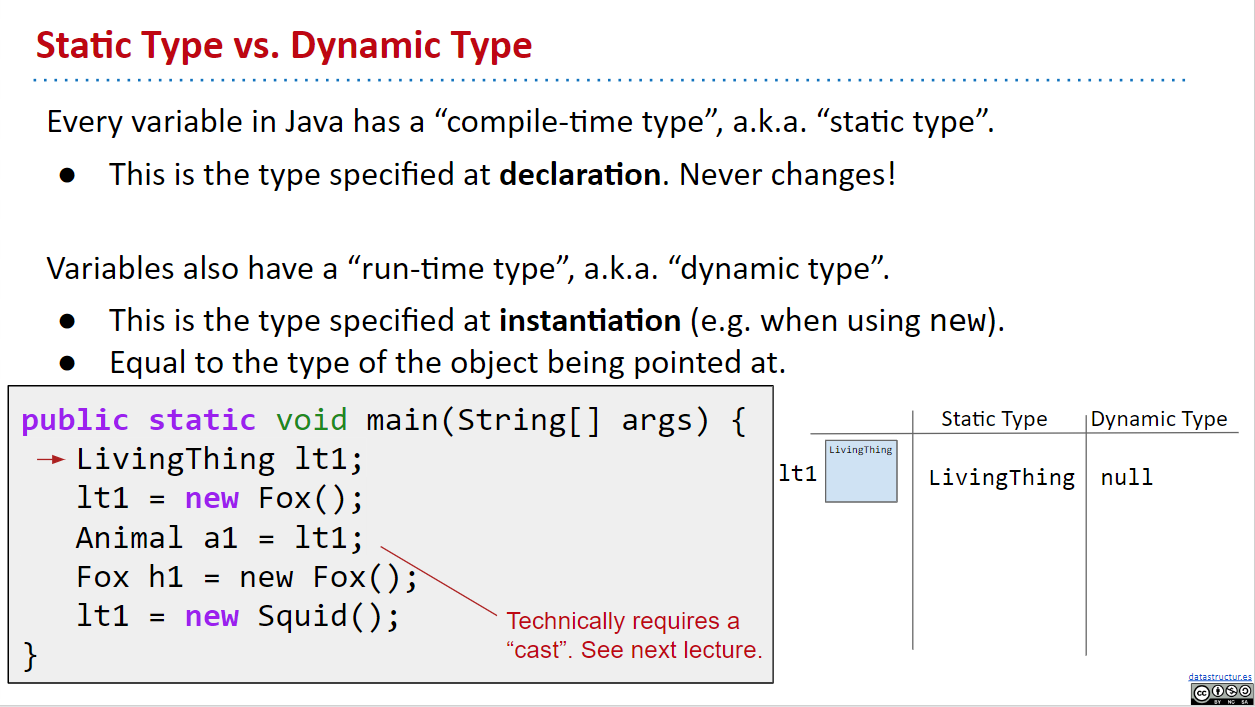 Static Type vs. Dynamic Type
Every variable in Java has a “compile-time type”, a.k.a. “static type”.
● This is the type specified at declaration. Never changes!
Variables also have a “run-time type”, a.k.a. “dynamic type”.
● This is the type specified at instantiation (e.g. when using new).
● Equal to the type of the object being pointed at.
public static void main(String[] args) {
LivingThing lt1;
lt1 = new Fox();
Animal a1 = lt1;
Fox h1 = new Fox();
lt1 = new Squid();
}
Technically requires a
“cast”. See next lecture.
Static Type Dynamic Type
LivingThing
lt1 LivingThing null
datastructur.es
cc
BY NC SA